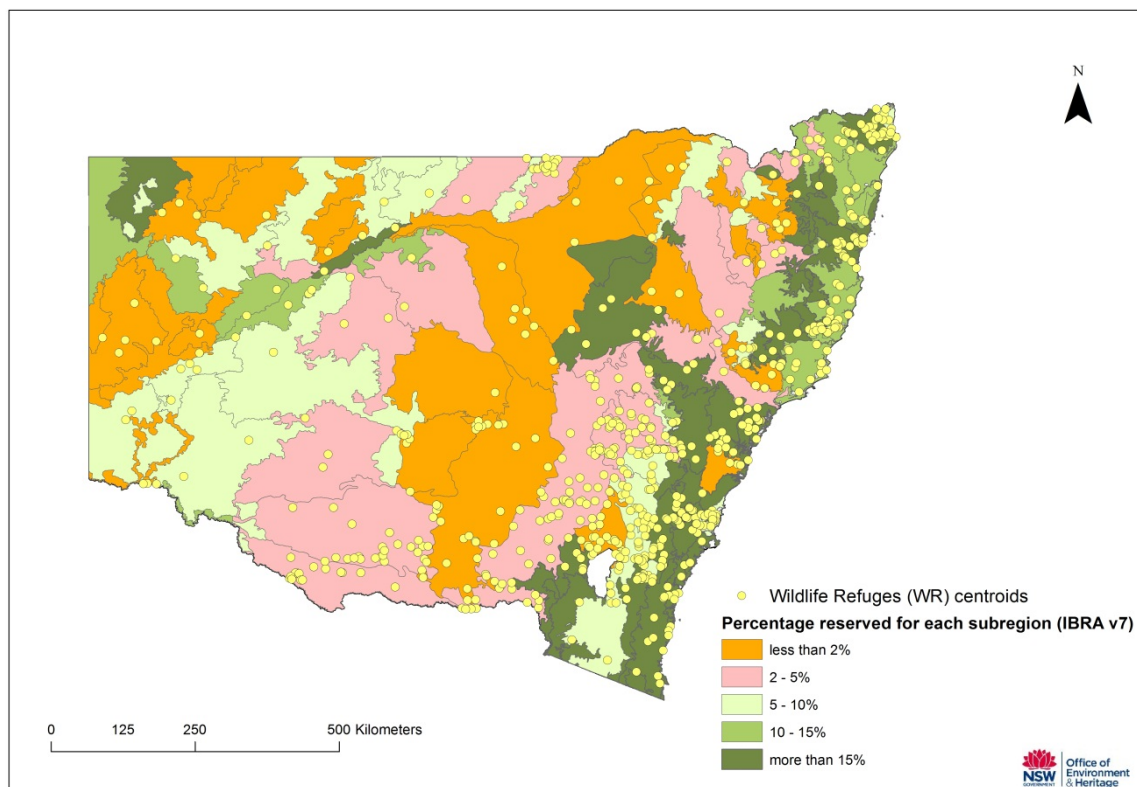 N
Wildlife Refuges (WR) centroids
Percentage reserved for each subregion (IBRA v7)
less than 2%
2 - 5%
5 - 10%
10 - 15%
more than 15%
0 125 250 500 Kilometers
NSW
GOVERNMENT
Office of
Environment
& Heritage